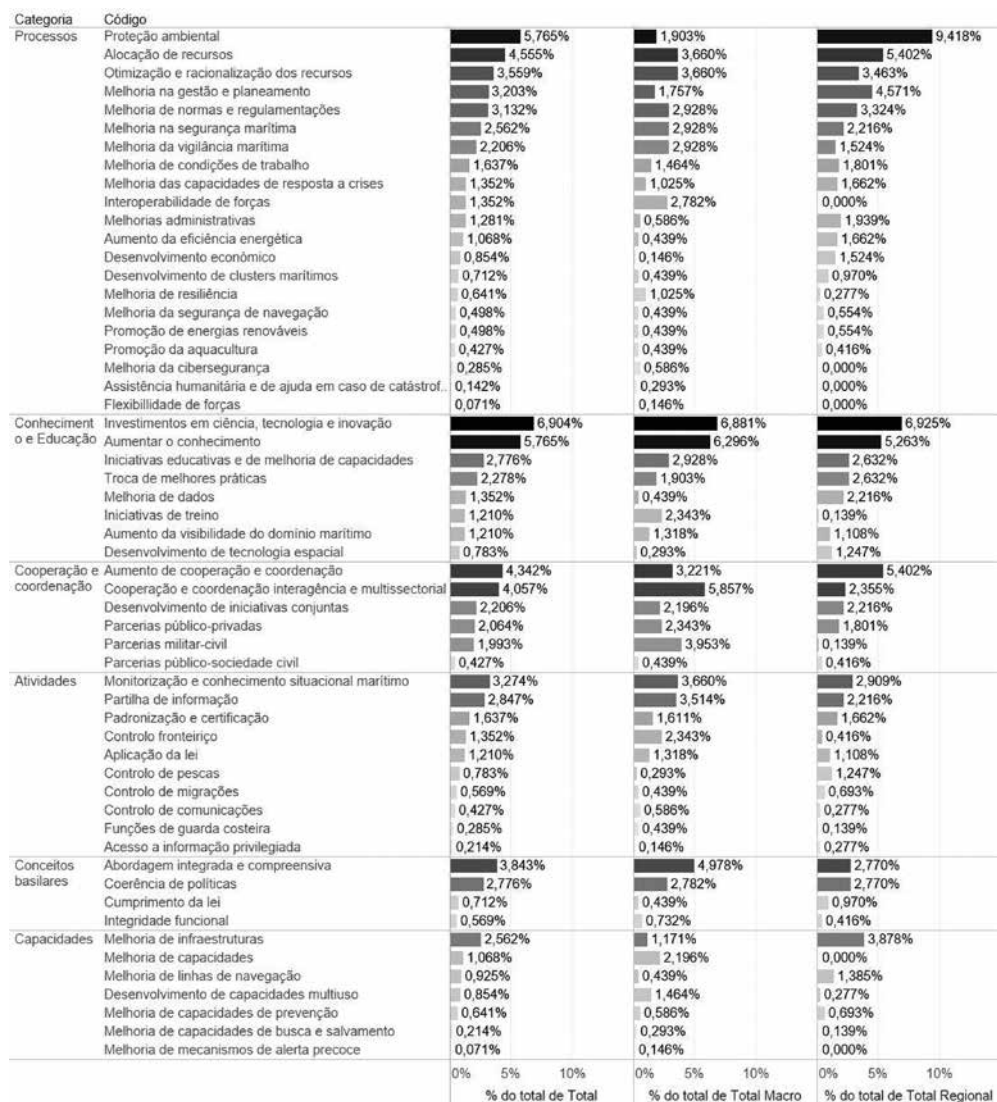 Categoria Código
Processos Proteção ambiental 5,765% 1,903% 9,418%
Alocação de recursos 4,555% 3,660% 5,402%
Otimização e racionalização dos recursos 3,559% 3,660% 3,463%
Melhoria na gestão e planeamento 3,203% 1,757% 4,571%
Melhoria de normas e regulamentações 3,132% 2,928% 3,324%
Melhoria na segurança marítima 2,562% 2,928% 2,216%
Melhoria da vigilância marítima 2,206% 2,928% 1,524%
Melhoria de condições de trabalho 1,637% 1,464% 1,801%
Melhoria das capacidades de resposta a crises 1,352% 1,025% 1,662%
Interoperabilidade de forças 1,352% 2,782% 0,000%
Melhorias administrativas 1,281% 0,586% 1,939%
Aumento da eficiência energética 1,068% 0,439% 1,662%
Desenvolvimento económico 0,854% 0,146% 1,524%
Desenvolvimento de clusters marítimos 0,712% 0,439% 0,970%
Melhoria de resiliência 0,641% 1,025% 0,277%
Melhoria da segurança de navegação 0,498% 0,439% 0,554%
Promoção de energias renováveis 0,498% 0,439% 0,554%
Promoção da aquacultura 0,427% 0,439% 0,416%
Melhoria da cibersegurança 0,285% 0,586% 0,000%
Assistência humanitária e de ajuda em caso de catástrof.. 0,142% 0,293% 0,000%
Flexibillidade de forças 0,071% 0,146% 0,000%
Conheciment Investimentos em ciência, tecnologia e inovação 6,904% 6,881% 6,925%
o e Educação Aumentar o conhecimento 5,765% 6,296% 5,263%
Iniciativas educativas e de melhoria de capacidades 2,776% 2,928% 2,632%
Troca de melhores práticas 2,278% 1,903% 2,632%
Melhoria de dados 1,352% 0,439% 2,216%
Iniciativas de treino 1,210% 2,343% 0,139%
Aumento da visibilidade do domínio marítimo 1,210% 1,318% 1,108%
Desenvolvimento de tecnologia espacial 0,783% 0,293% 1,247%
Cooperação e Aumento de cooperação e coordenação 4,342% 3,221% 5,402%
coordenação Cooperação e coordenação interagência e multissectorial 4,057% 5,857% 2,355%
Desenvolvimento de iniciativas conjuntas 2,206% 2,196% 2,216%
Parcerias público-privadas 2,064% 2,343% 1,801%
Parcerias militar-civil 1,993% 3,953% 0,139%
Parcerias público-sociedade civil 0,427% 0,439% 0,416%
Atividades Monitorização e conhecimento situacional marítimo 3,274% 3,660% 2,909%
Partilha de informação 2,847% 3,514% 2,216%
Padronização e certificação 1,637% 1,611% 1,662%
Controlo fronteiriço 1,352% 2,343% 0,416%
Aplicação da lei 1,210% 1,318% 1,108%
Controlo de pescas 0,783% 0,293% 1,247%
Controlo de migrações 0,569% 0,439% 0,693%
Controlo de comunicações 0,427% 0,586% 0,277%
Funções de guarda costeira 0,285% 0,439% 0,139%
Acesso a informação privilegiada 0,214% 0,146% 0,277%
Conceitos Abordagem integrada e compreensiva 3,843% 4,978% 2,770%
basilares Coerência de políticas 2,776% 2,782% 2,770%
Cumprimento da lei 0,712% 0,439% 0,970%
Integridade funcional 0,569% 0,732% 0,416%
Capacidades Melhoria de infraestruturas 2,562% 1,171% 3,878%
Melhoria de capacidades 1,068% 2,196% 0,000%
Melhoria de linhas de navegação 0,925% 0,439% 1,385%
Desenvolvimento de capacidades multiuso 0,854% 1,464% 0,277%
Melhoria de capacidades de prevenção 0,641% 0,586% 0,693%
Melhoria de capacidades de busca e salvamento 0,214% 0,293% 0,139%
Melhoria de mecanismos de alerta precoce 0,071% 0,146% 0,000%
0% 5% 10% 0% 5% 10% 0% 5% 10%
% do total de Total % do total de Total Macro % do total de Total Regional